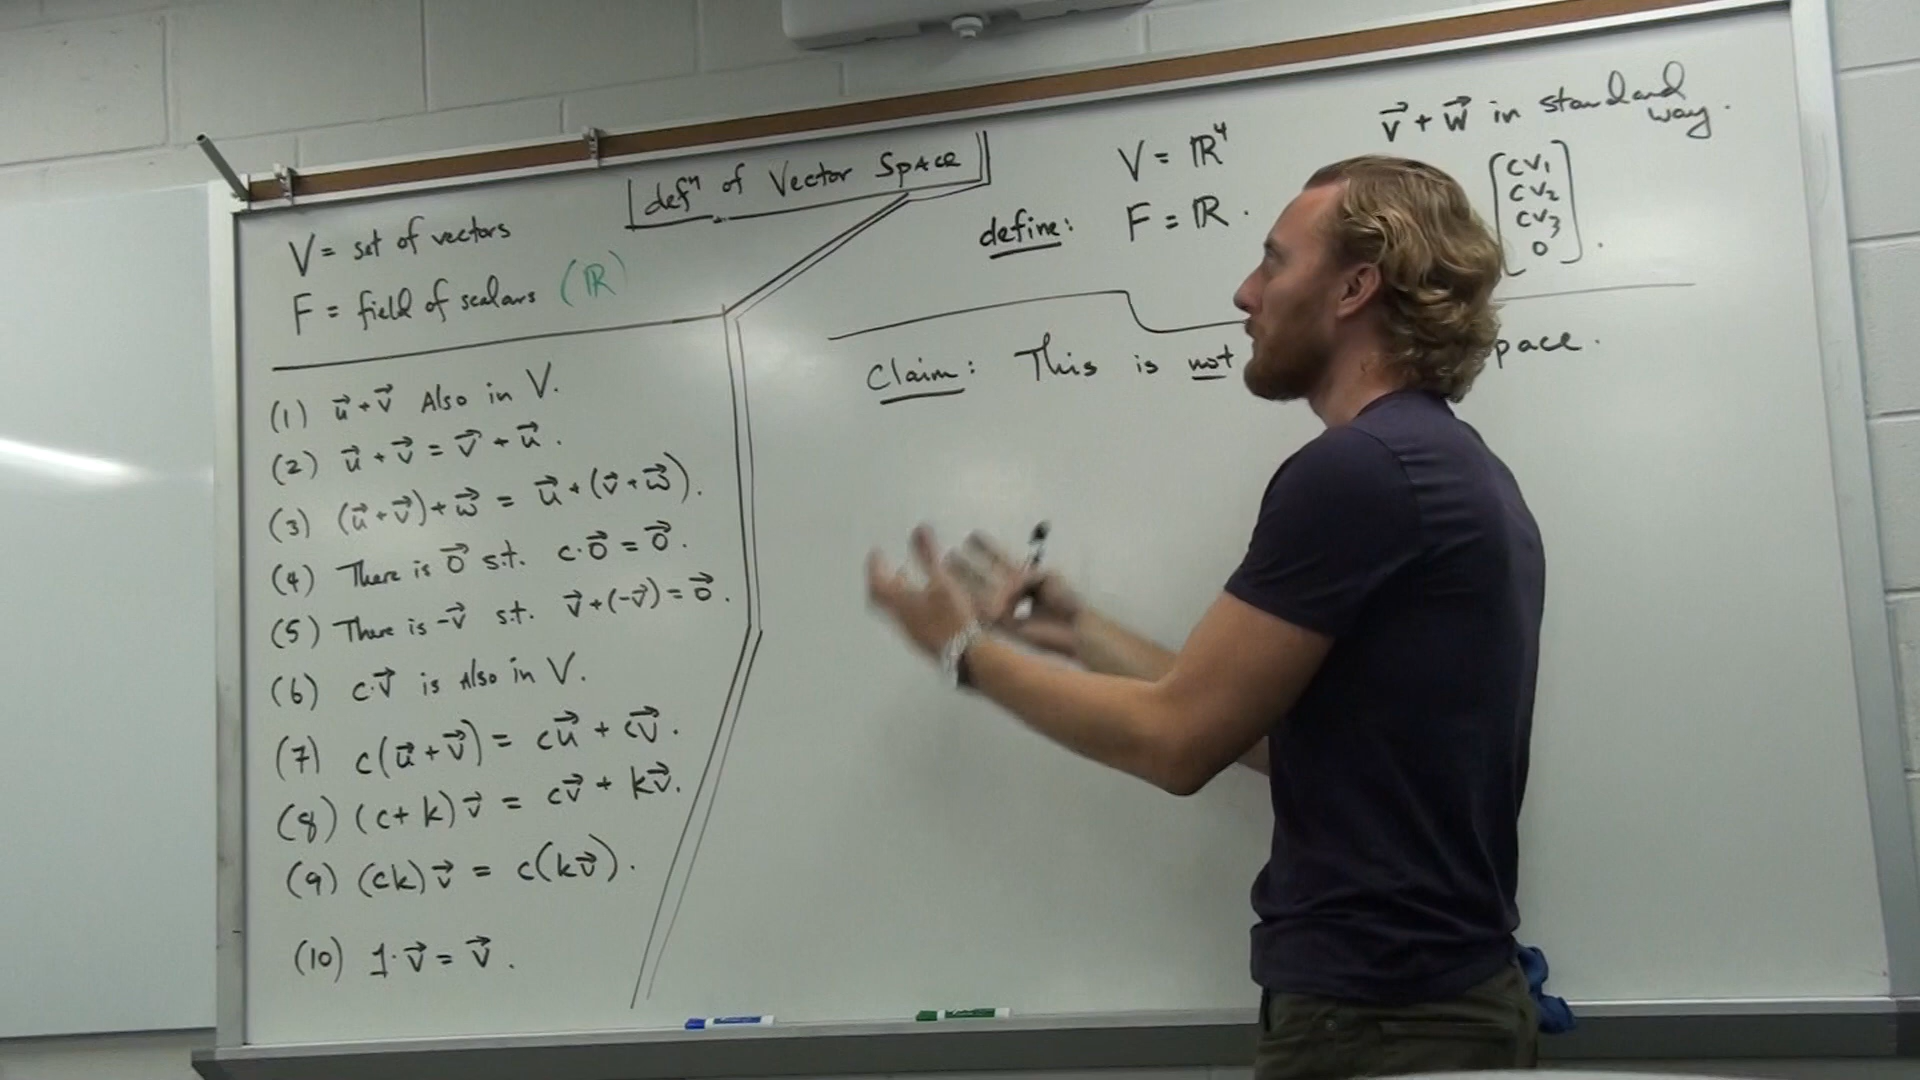 defⁿ of Vector Space
V = set of vectors
F = field of scalars (ℝ)
(1) u⃗ + v⃗ Also in V.
(2) u⃗ + v⃗ = v⃗ + u⃗.
(3) (u⃗ + v⃗) + w⃗ = u⃗ + (v⃗ + w⃗).
(4) There is 0⃗ s.t. c·0⃗ = 0⃗.
(5) There is -v⃗ s.t. v⃗ + (-v⃗) = 0⃗.
(6) c·v⃗ is Also in V.
(7) c(u⃗ + v⃗) = cu⃗ + cv⃗.
(8) (c + k)v⃗ = cv⃗ + kv⃗.
(9) (ck)v⃗ = c(kv⃗).
(10) 1·v⃗ = v⃗.
define:
V = ℝ⁴
F = ℝ.
v⃗ + w⃗ in standard
way.
cv₁
cv₂
cv₃
0
Claim: This is not pace.